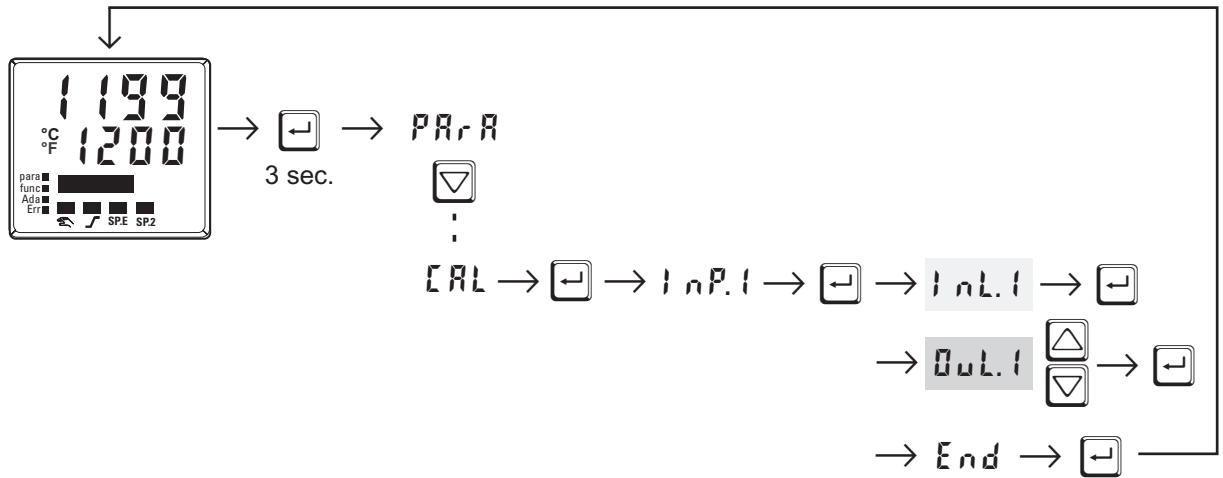 1199
°C
°F
1200
para
func
Ada
Err
SP.E SP.2
3 sec.
PArA
CAL
InP.1
InL.1
OuL.1
End